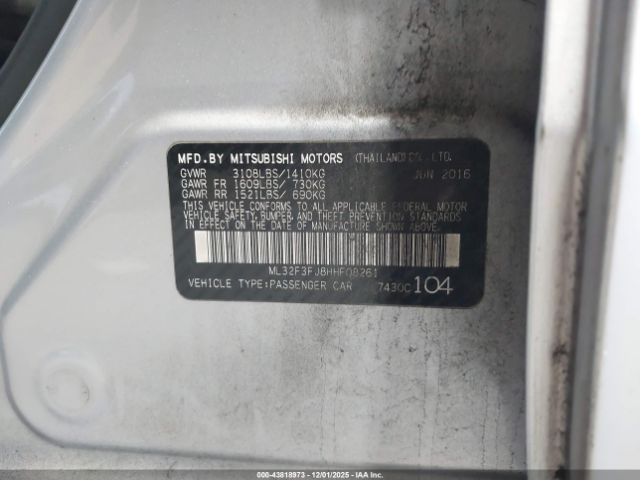 MFD.BY MITSUBISHI MOTORS (THAILAND)CO., LTD.
GVWR 3108LBS/1410KG JUN 2016
GAWR FR 1609LBS/ 730KG
GAWR RR 1521LBS/ 690KG
THIS VEHICLE CONFORMS TO ALL APPLICABLE FEDERAL MOTOR
VEHICLE SAFETY, BUMPER, AND THEFT PREVENTION STANDARDS
IN EFFECT ON THE DATE OF MANUFACTURE SHOWN ABOVE.
ML32F3FJ8HHF08261
VEHICLE TYPE:PASSENGER CAR 7430C 104
000-43818973 | 12/01/2025 - IAAI.COM